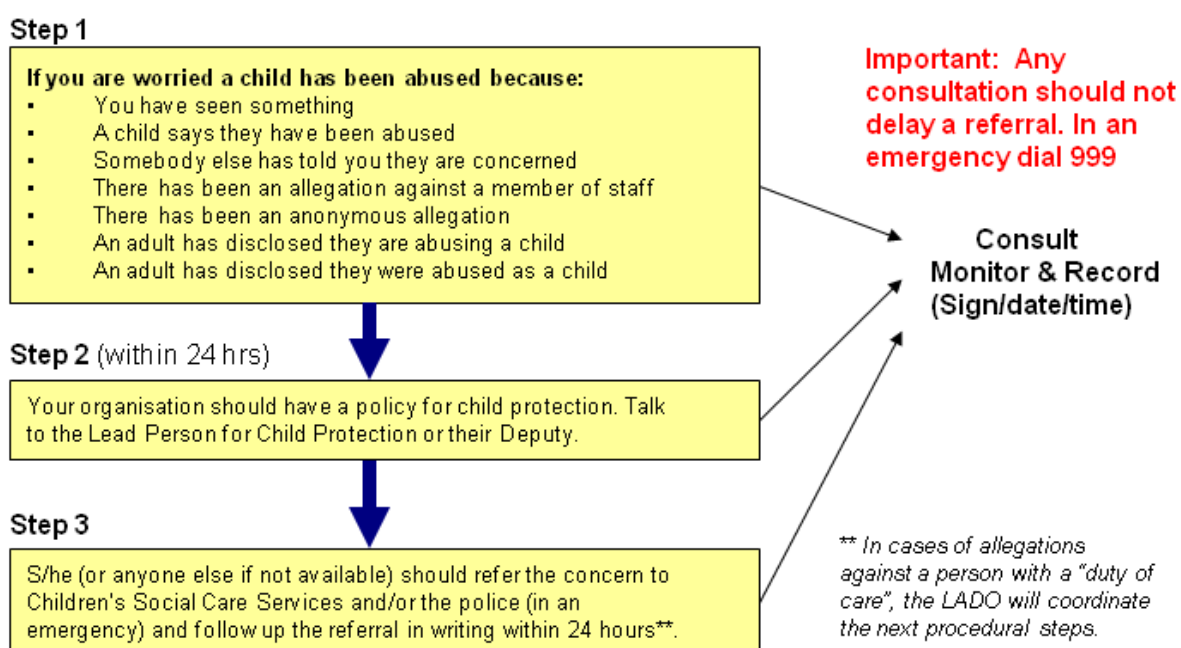 Step 1
If you are worried a child has been abused because:
▪ You have seen something
▪ A child says they have been abused
▪ Somebody else has told you they are concerned
▪ There has been an allegation against a member of staff
▪ There has been an anonymous allegation
▪ An adult has disclosed they are abusing a child
▪ An adult has disclosed they were abused as a child
Important: Any
consultation should not
delay a referral. In an
emergency dial 999
Consult
Monitor & Record
(Sign/date/time)
Step 2 (within 24 hrs)
Your organisation should have a policy for child protection. Talk
to the Lead Person for Child Protection or their Deputy.
Step 3
S/he (or anyone else if not available) should refer the concern to
Children's Social Care Services and/or the police (in an
emergency) and follow up the referral in writing within 24 hours**.
** In cases of allegations
against a person with a “duty of
care”, the LADO will coordinate
the next procedural steps.